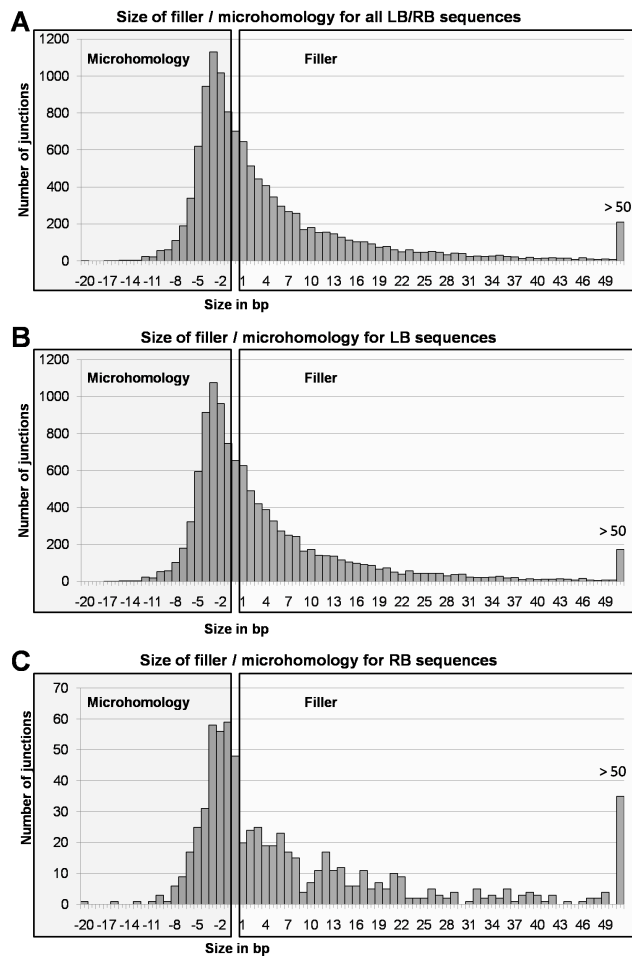 A
Size of filler / microhomology for all LB/RB sequences
Microhomology
Filler
> 50
Number of junctions
1200
1000
800
600
400
200
0
-20 -17 -14 -11 -8 -5 -2 1 4 7 10 13 16 19 22 25 28 31 34 37 40 43 46 49
Size in bp
B
Size of filler / microhomology for LB sequences
Microhomology
Filler
> 50
Number of junctions
1200
1000
800
600
400
200
0
-20 -17 -14 -11 -8 -5 -2 1 4 7 10 13 16 19 22 25 28 31 34 37 40 43 46 49
Size in bp
C
Size of filler / microhomology for RB sequences
Microhomology
Filler
> 50
Number of junctions
70
60
50
40
30
20
10
0
-20 -17 -14 -11 -8 -5 -2 1 4 7 10 13 16 19 22 25 28 31 34 37 40 43 46 49
Size in bp